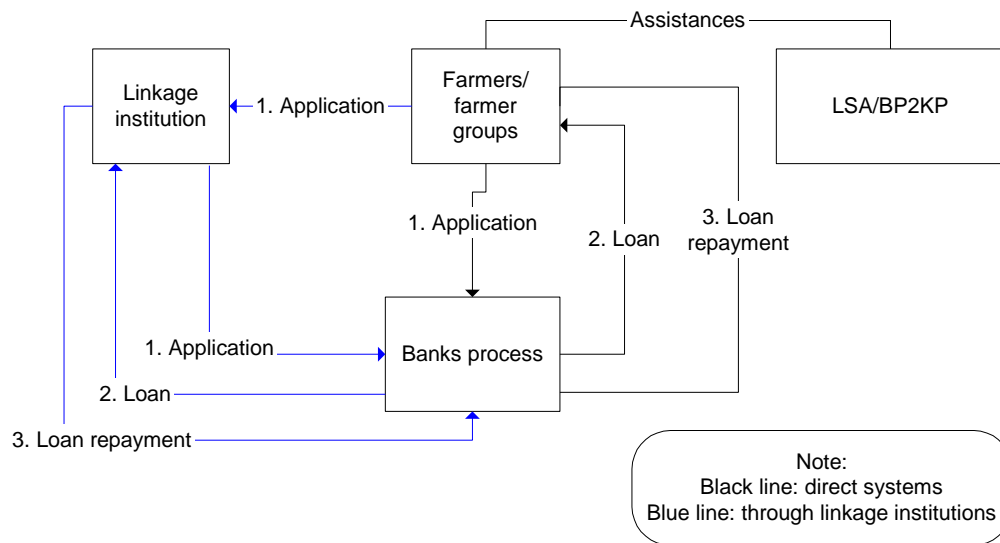 Assistances
Linkage
institution
1. Application
Farmers/
farmer
groups
LSA/BP2KP
1. Application
2. Loan
3. Loan
repayment
1. Application
Banks process
2. Loan
3. Loan repayment
Note:
Black line: direct systems
Blue line: through linkage institutions